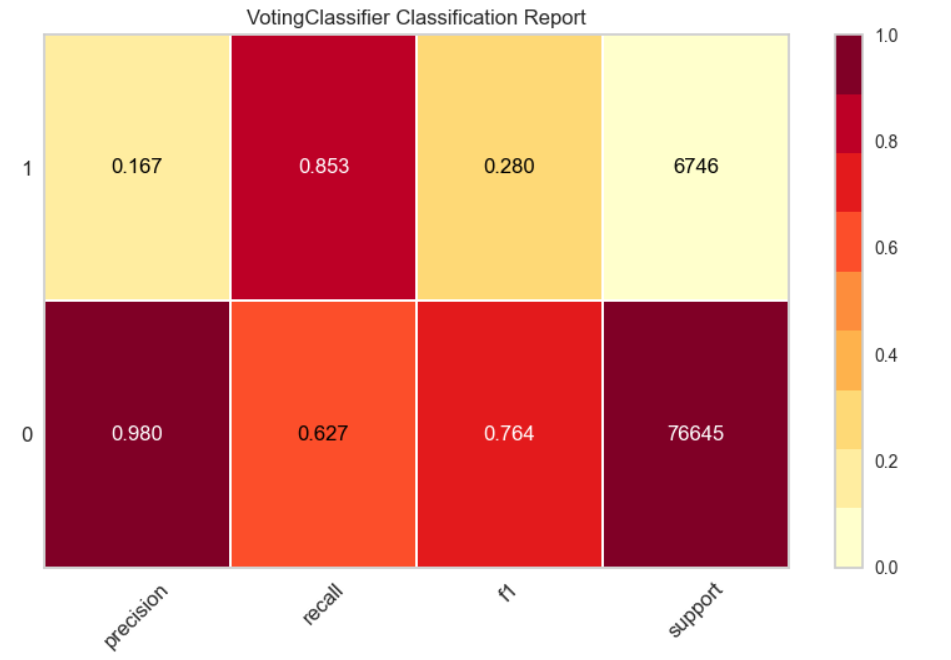 VotingClassifier Classification Report
1 0.167 0.853 0.280 6746
0 0.980 0.627 0.764 76645
precision recall f1 support
1.0
0.8
0.6
0.4
0.2
0.0